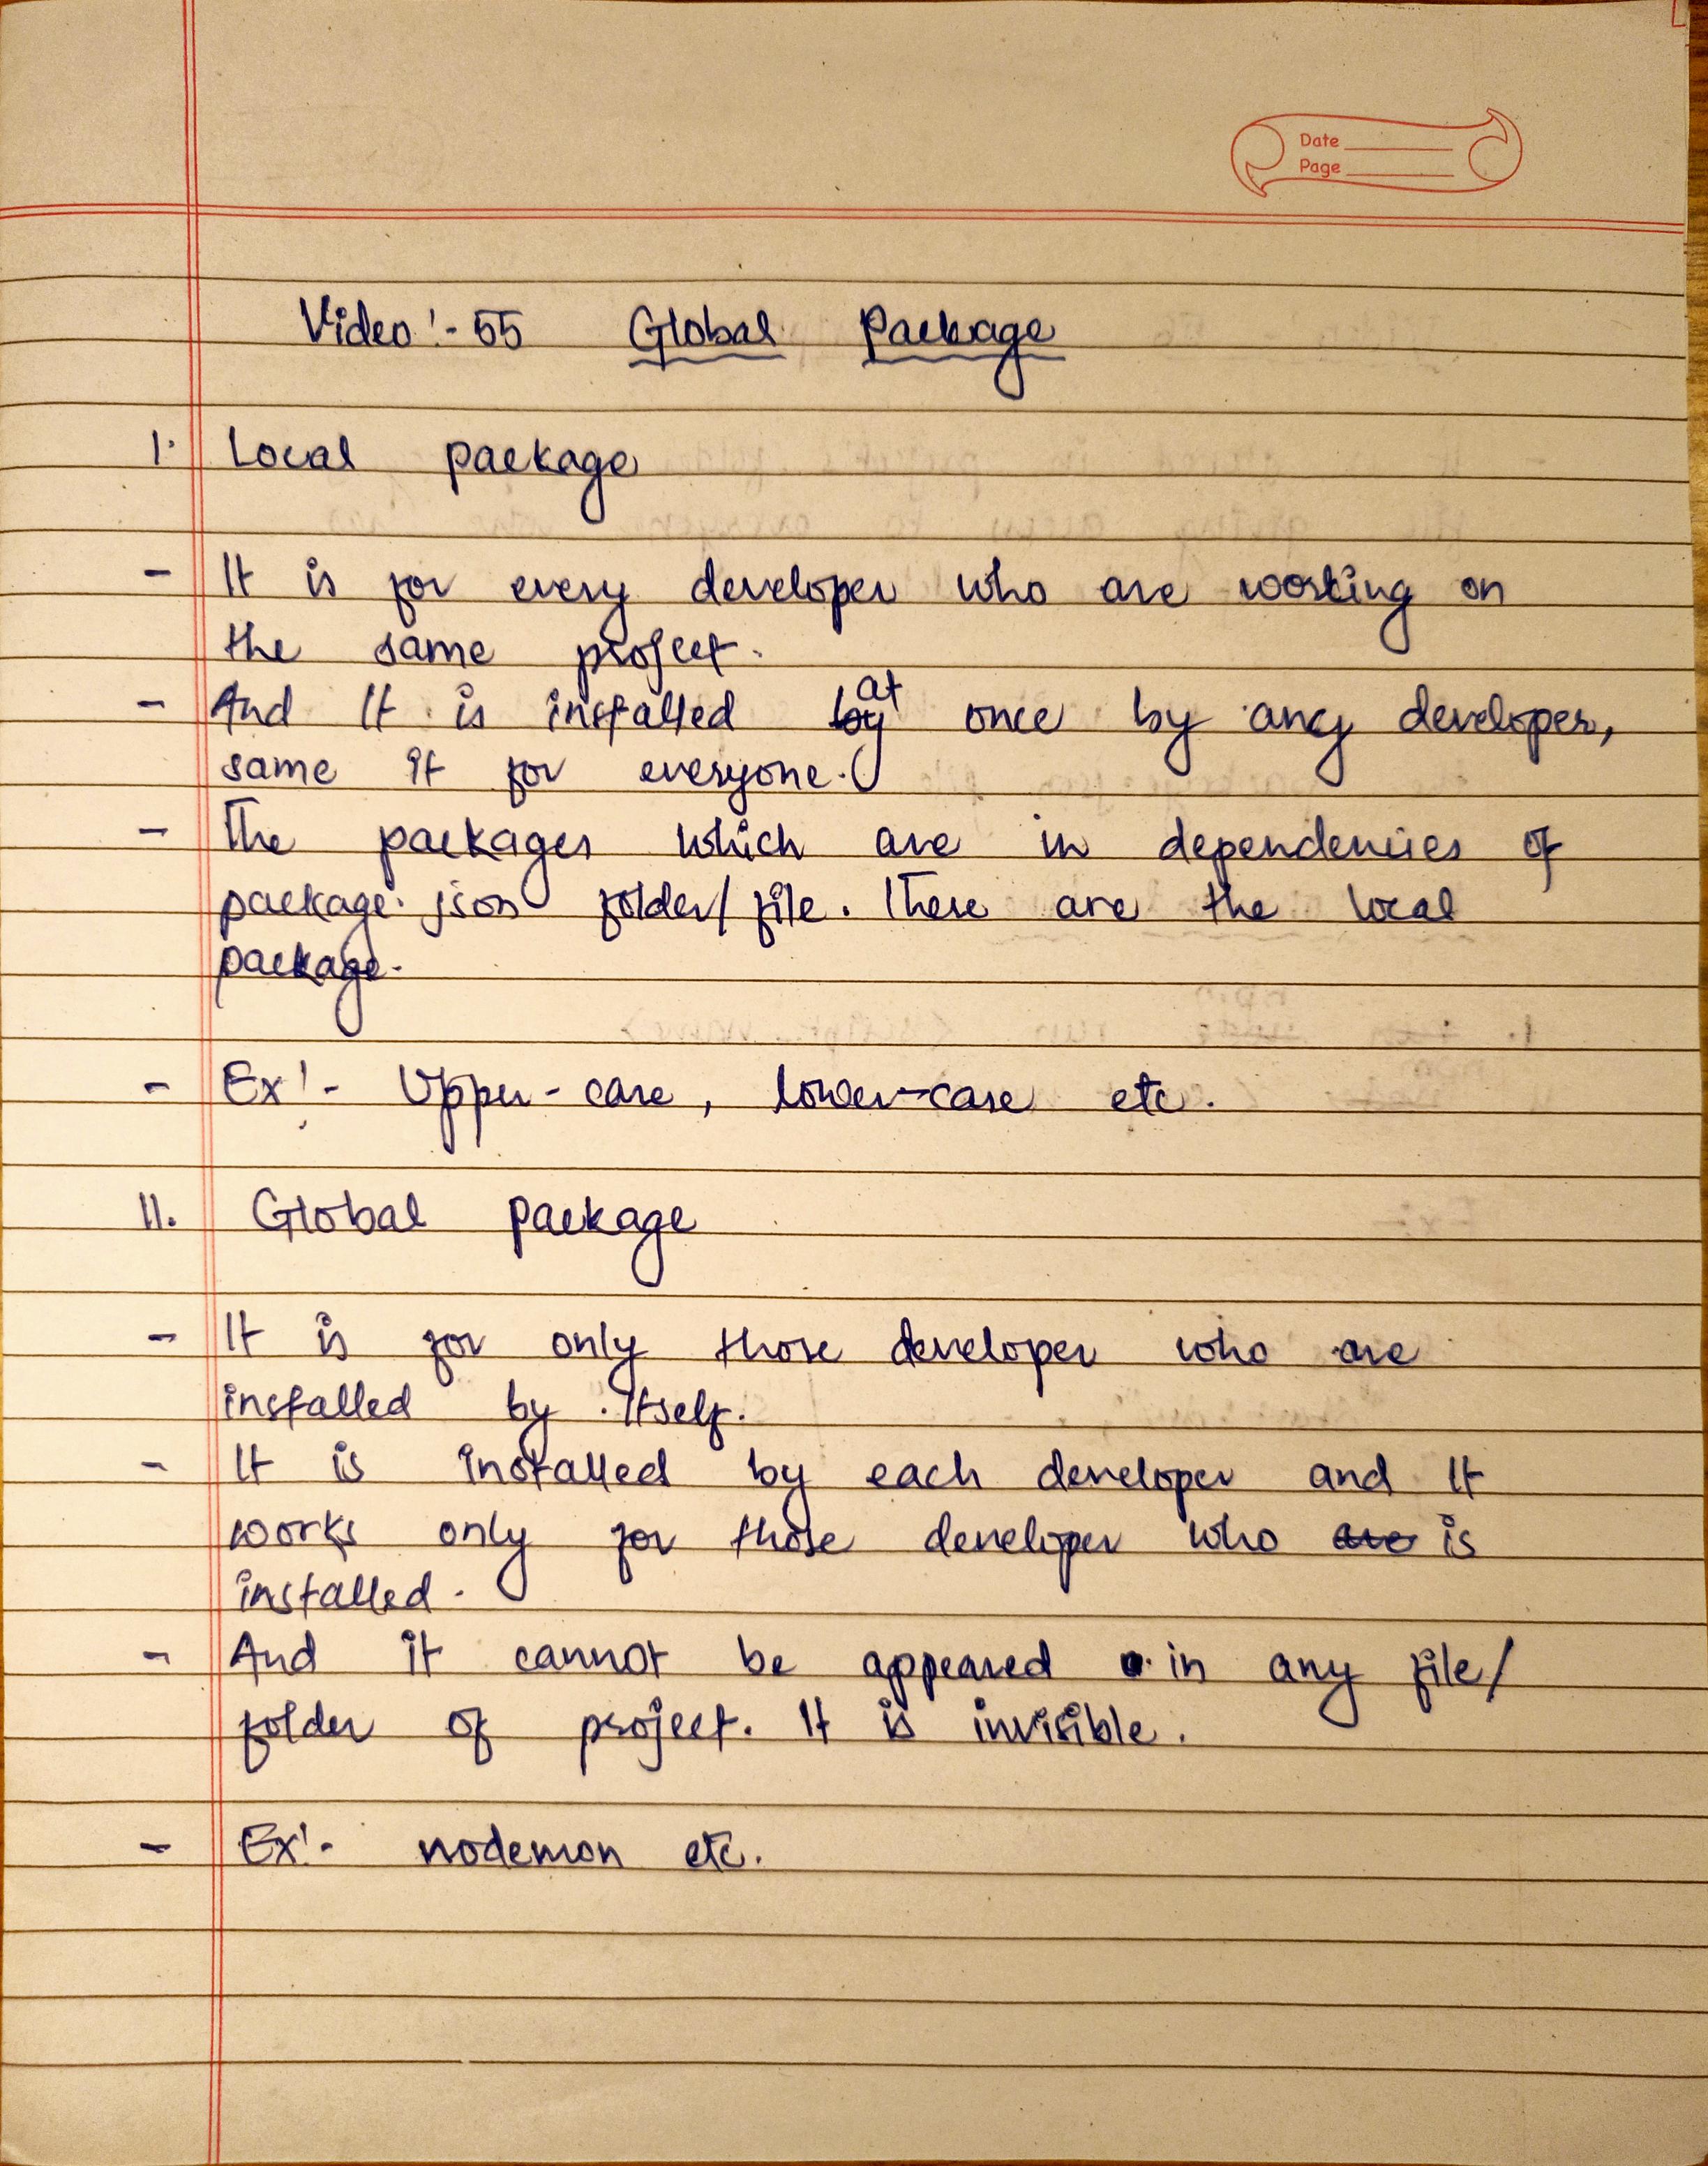 Date
Page
Video:- 55 Global Package
I. Local package
- It is for every developer who are working on
the same project.
- And It is installed at once by any developer,
same it for everyone.
- The packages which are in dependencies of
package.json folder/file. These are the local
package.
- Ex:- Upper-case, lower-case etc.
II. Global package
- It is for only those developer who are
installed by itself.
- It is installed by each developer and It
works only for those developer who is
installed.
- And it cannot be appeared in any file/
folder of project. It is invisible.
- Ex:- nodemon etc.